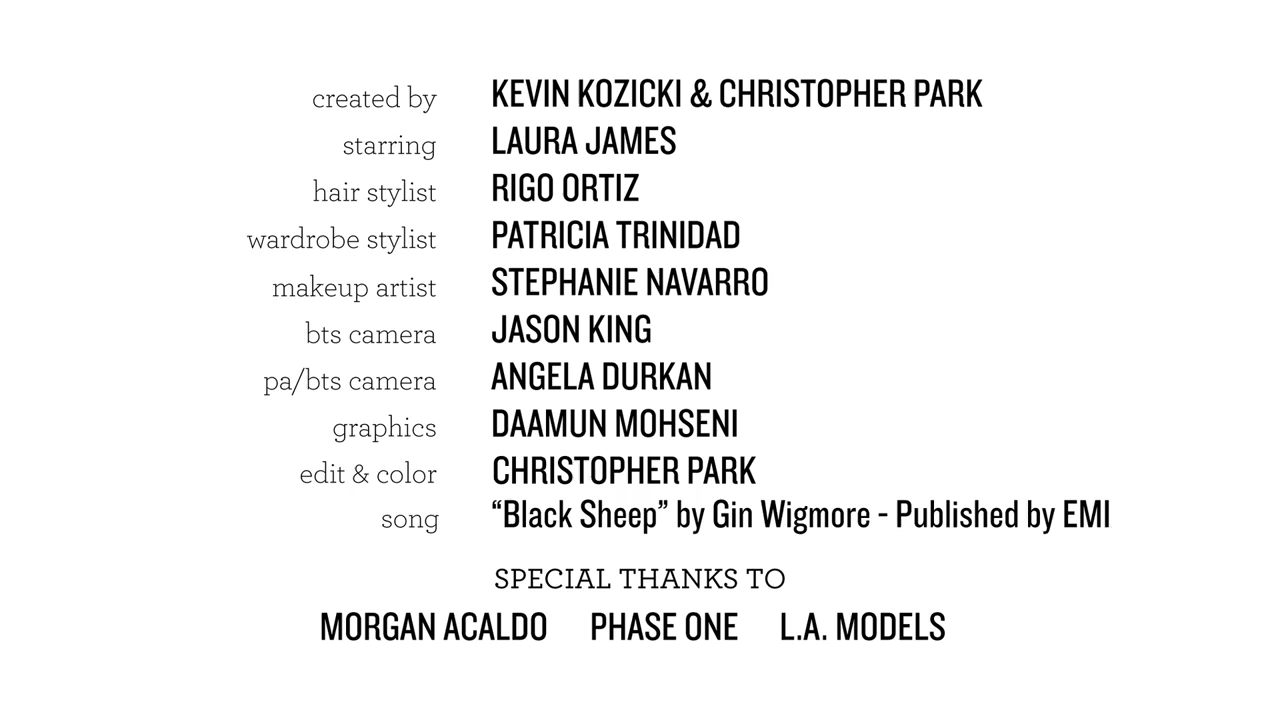 created by KEVIN KOZICKI & CHRISTOPHER PARK
starring LAURA JAMES
hair stylist RIGO ORTIZ
wardrobe stylist PATRICIA TRINIDAD
makeup artist STEPHANIE NAVARRO
bts camera JASON KING
pa/bts camera ANGELA DURKAN
graphics DAAMUN MOHSENI
edit & color CHRISTOPHER PARK
song “Black Sheep” by Gin Wigmore - Published by EMI
SPECIAL THANKS TO
MORGAN ACALDO PHASE ONE L.A. MODELS